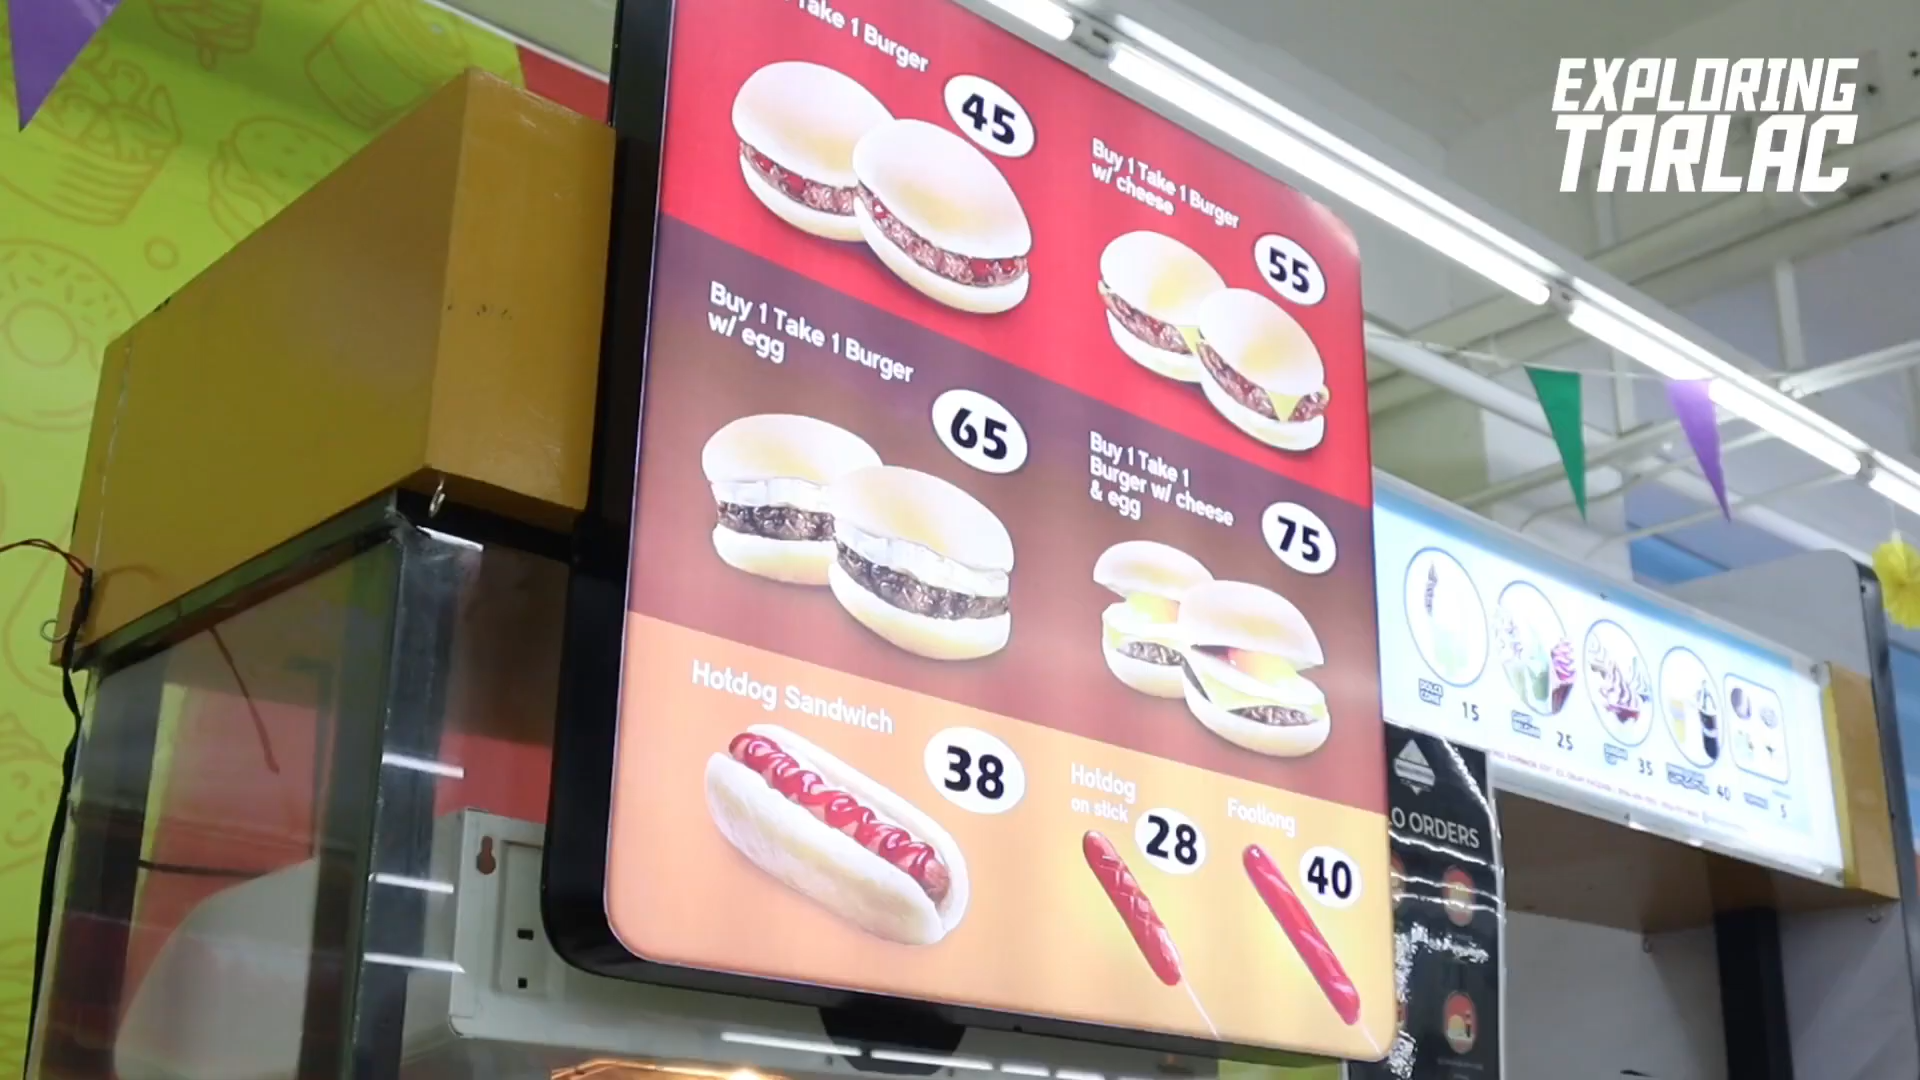 EXPLORING
TARLAC
Take 1 Burger
45
Buy 1 Take 1 Burger
w/ cheese
55
Buy 1 Take 1 Burger
w/ egg
65
Buy 1 Take 1
Burger w/ cheese
& egg
75
Hotdog Sandwich
38
Hotdog
on stick
28
Footlong
40
15
25
35
40
5
O ORDERS